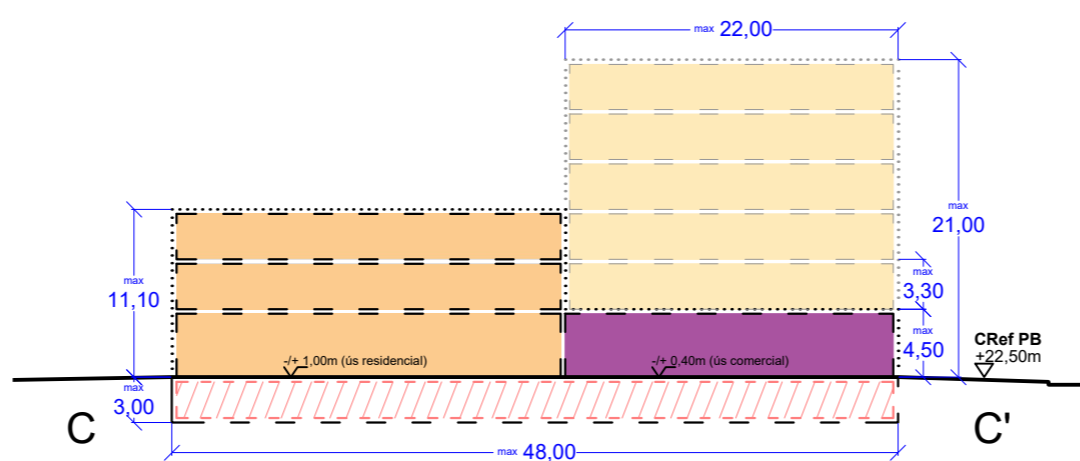 max 22,00
max
21,00
max
11,10
max
3,30
max
4,50
-/+ 1,00m (ús residencial)
-/+ 0,40m (ús comercial)
CRef PB
+22,50m
max
3,00
C
C'
max 48,00